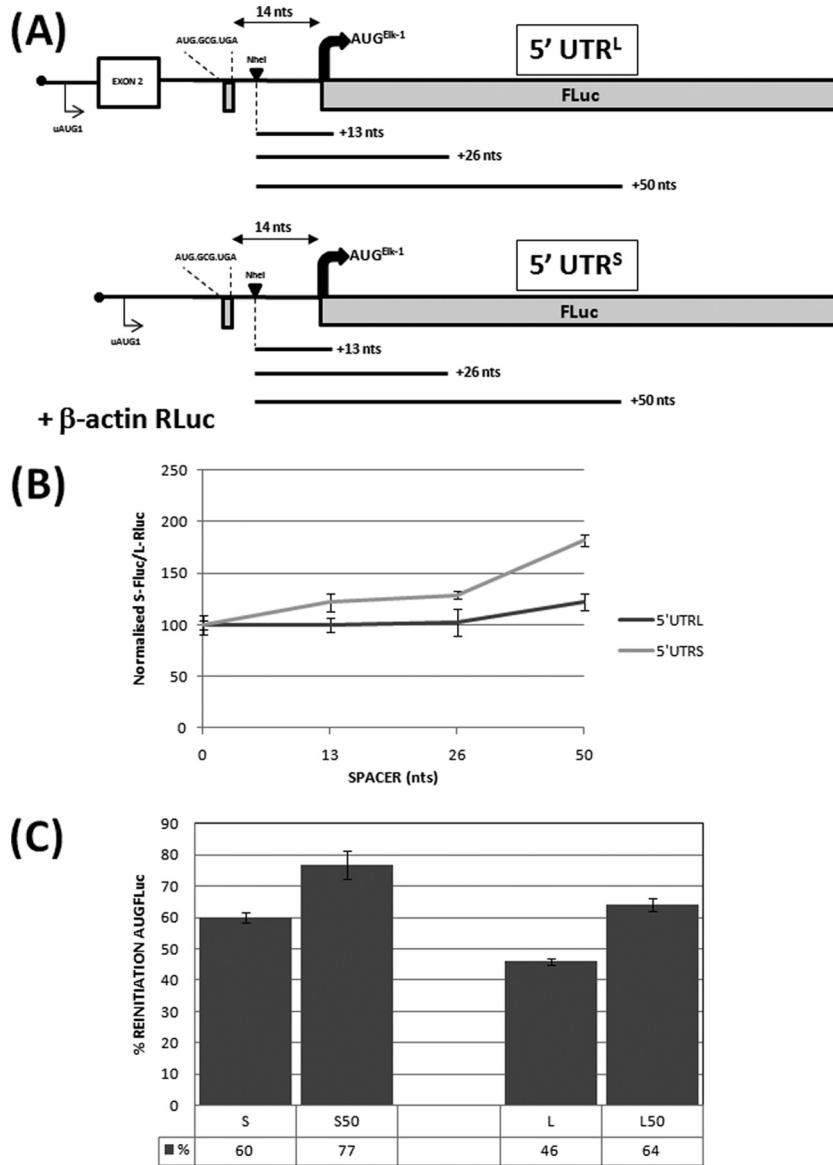 (A)
14 nts
AUG.GCG.UGA
NheI
AUG^Elk-1
5' UTR^L
EXON 2
FLuc
uAUG1
+13 nts
+26 nts
+50 nts
14 nts
AUG.GCG.UGA
NheI
AUG^Elk-1
5' UTR^S
FLuc
uAUG1
+13 nts
+26 nts
+50 nts
+ β-actin RLuc
(B)
Normalised S-Fluc/L-Rluc
250
200
150
100
50
0
0 13 26 50
SPACER (nts)
5'UTRL
5'UTRS
(C)
% REINITIATION AUGFLuc
90
80
70
60
50
40
30
20
10
0
S S50 L L50
% 60 77 46 64